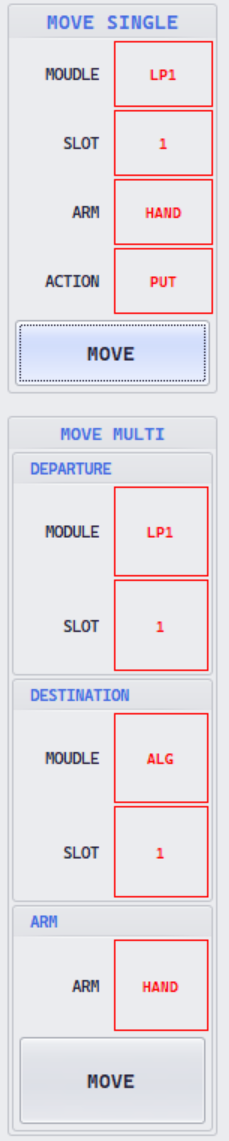 MOVE SINGLE
MOUDLE LP1
SLOT 1
ARM HAND
ACTION PUT
MOVE
MOVE MULTI
DEPARTURE
MODULE LP1
SLOT 1
DESTINATION
MOUDLE ALG
SLOT 1
ARM
ARM HAND
MOVE